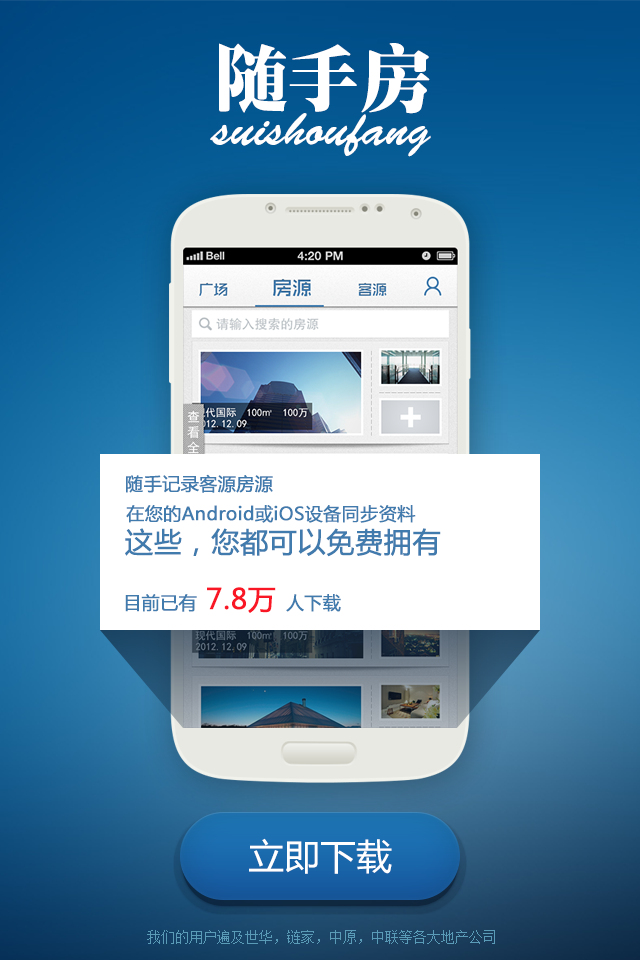 随手房
suishoufang
Bell 4:20 PM
广场 房源 客源
请输入搜索的房源
现代国际 100㎡ 100万
2012.12.09
查看全
随手记录客源房源
在您的Android或iOS设备同步资料
这些，您都可以免费拥有
目前已有 7.8万 人下载
现代国际 100㎡ 100万
2012.12.09
立即下载
我们的用户遍及世华，链家，中原，中联等各大地产公司